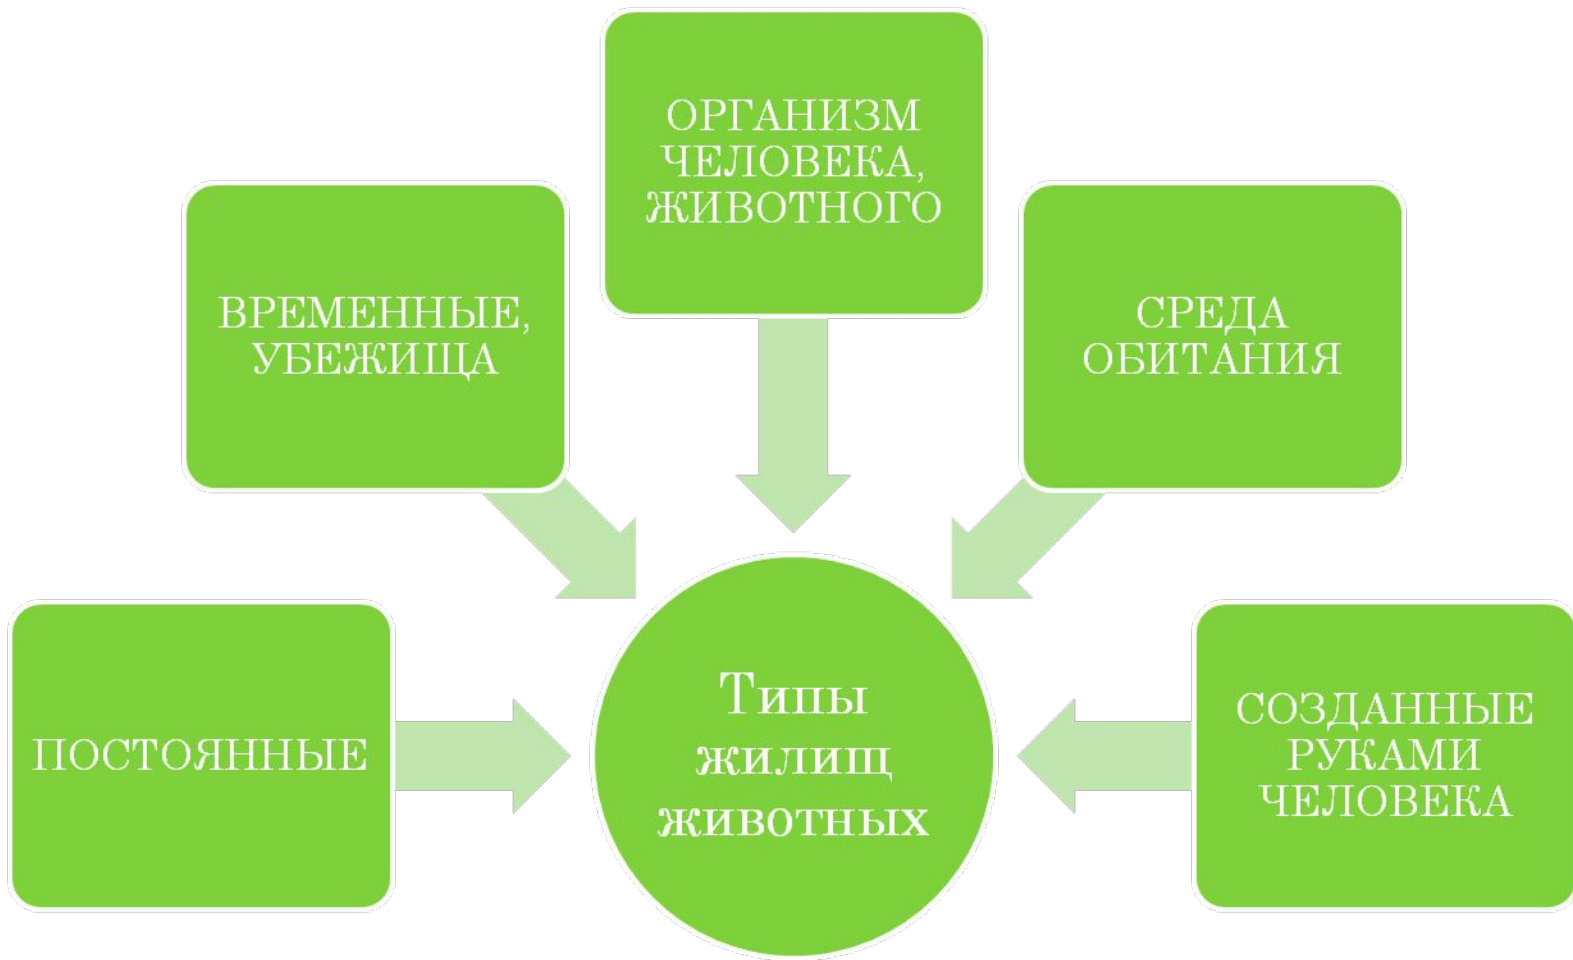 ОРГАНИЗМ
ЧЕЛОВЕКА,
ЖИВОТНОГО
ВРЕМЕННЫЕ,
УБЕЖИЩА
СРЕДА
ОБИТАНИЯ
ПОСТОЯННЫЕ
Типы
жилищ
животных
СОЗДАННЫЕ
РУКАМИ
ЧЕЛОВЕКА